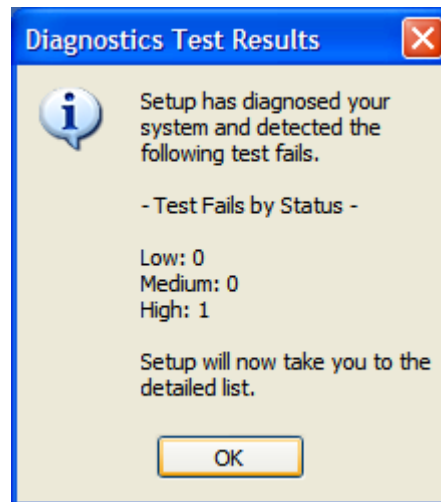 Diagnostics Test Results
Setup has diagnosed your
system and detected the
following test fails.
- Test Fails by Status -
Low: 0
Medium: 0
High: 1
Setup will now take you to the
detailed list.
OK